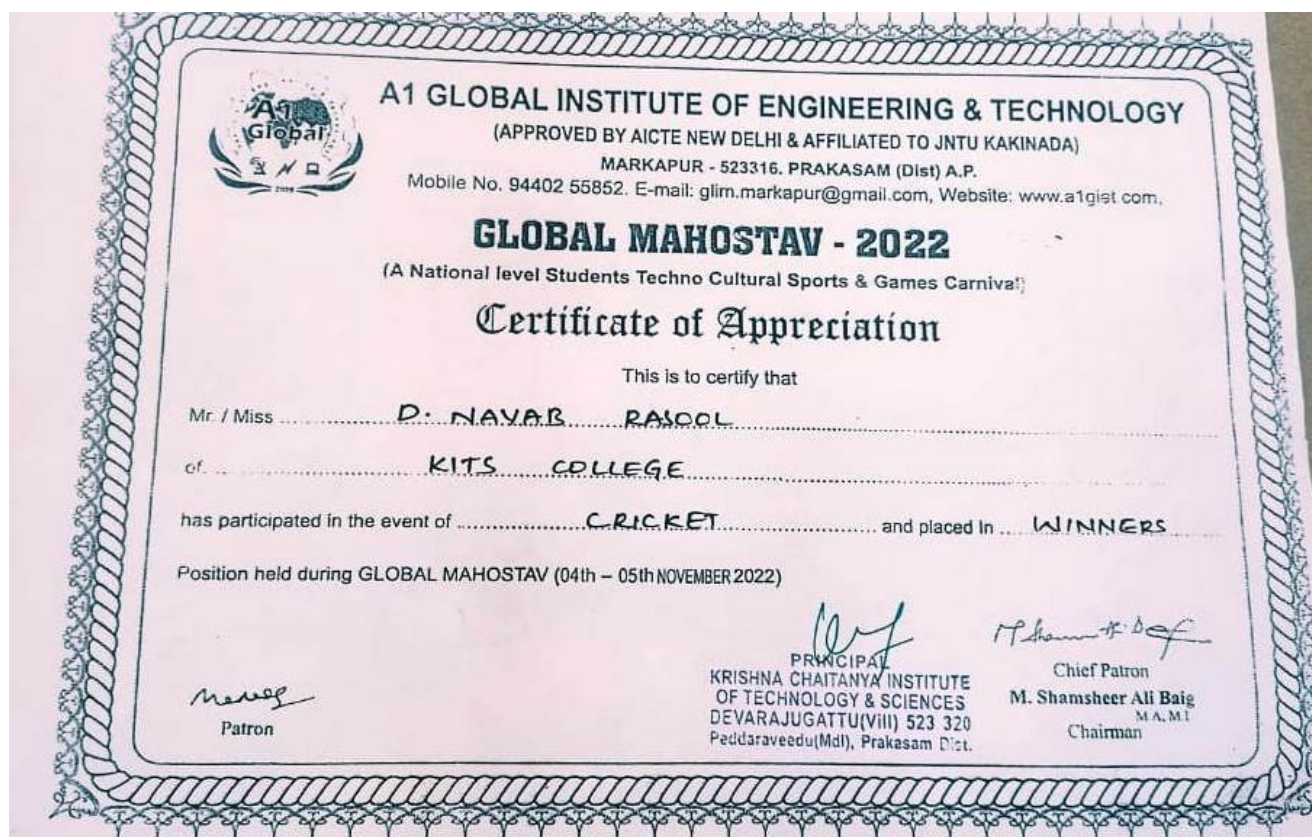 A1
Global
2008
A1 GLOBAL INSTITUTE OF ENGINEERING & TECHNOLOGY
(APPROVED BY AICTE NEW DELHI & AFFILIATED TO JNTU KAKINADA)
MARKAPUR - 523316. PRAKASAM (Dist) A.P.
Mobile No. 94402 55852. E-mail: glim.markapur@gmail.com, Website: www.a1gist.com.
GLOBAL MAHOSTAV - 2022
(A National level Students Techno Cultural Sports & Games Carnival)
Certificate of Appreciation
This is to certify that
Mr. / Miss D. NAVAB RASOOL
of KITS COLLEGE
has participated in the event of CRICKET and placed in WINNERS
Position held during GLOBAL MAHOSTAV (04th – 05th NOVEMBER 2022)
Patron
PRINCIPAL
KRISHNA CHAITANYA INSTITUTE
OF TECHNOLOGY & SCIENCES
DEVARAJUGATTU(Vill) 523 320
Peddaraveedu(Mdl), Prakasam Dist.
Chief Patron
M. Shamsheer Ali Baig
M.A, M.I
Chairman